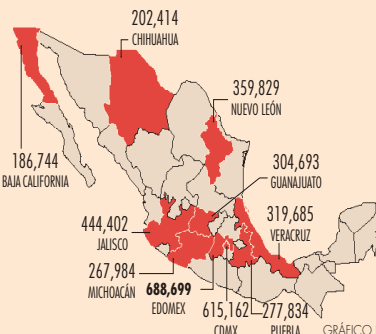 202,414
CHIHUAHUA
359,829
NUEVO LEÓN
186,744
BAJA CALIFORNIA
304,693
GUANAJUATO
319,685
VERACRUZ
444,402
JALISCO
267,984
MICHOACÁN
688,699
EDOMEX
615,162
CDMX
277,834
PUEBLA
GRÁFICO